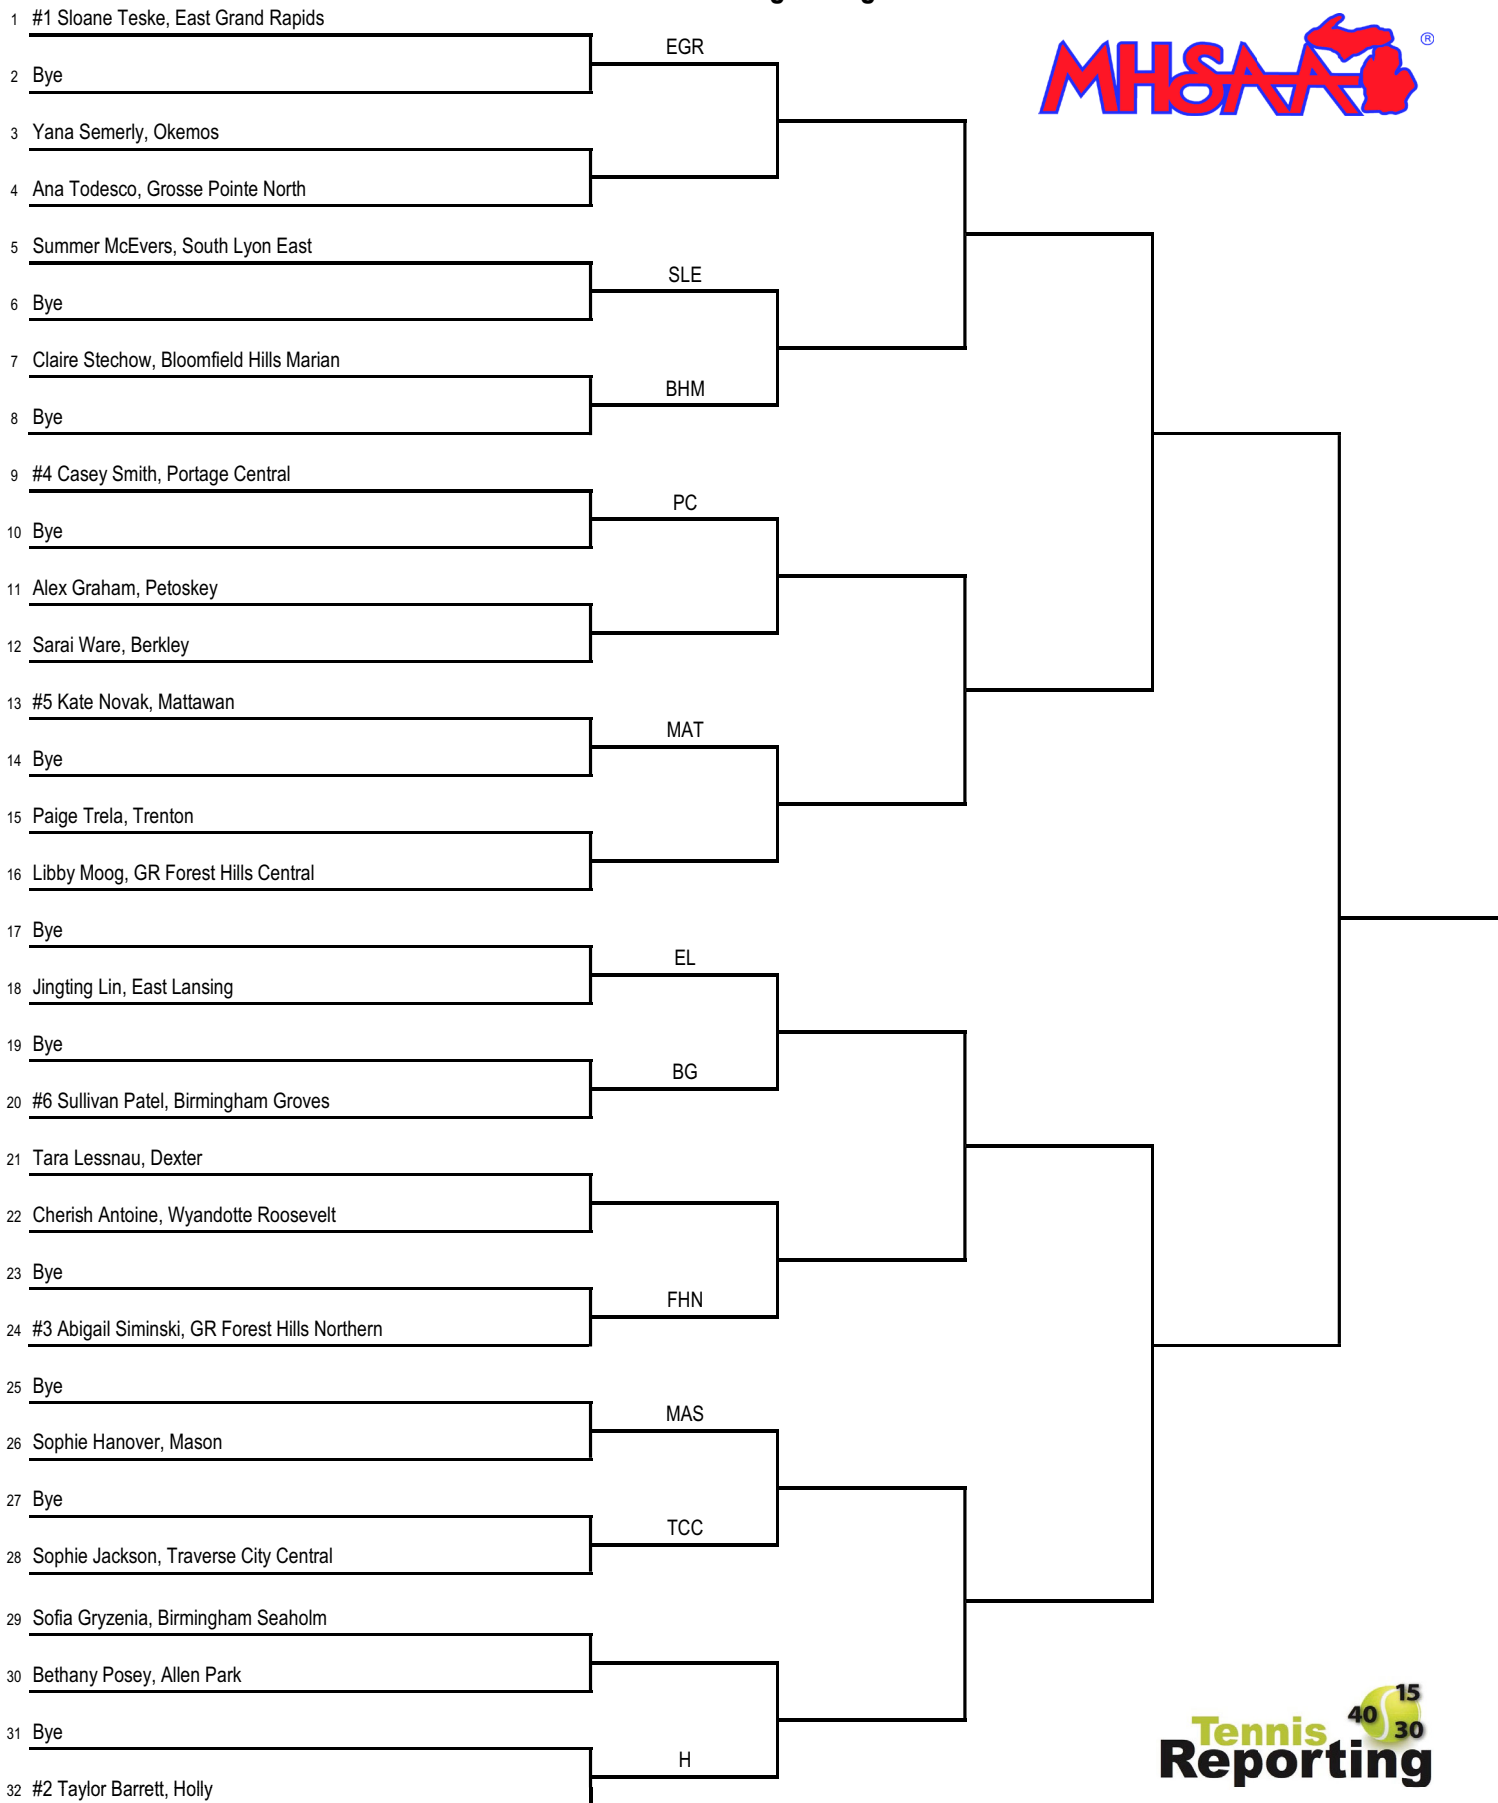 1 #1 Sloane Teske, East Grand Rapids
EGR
2 Bye
3 Yana Semerly, Okemos
4 Ana Todesco, Grosse Pointe North
5 Summer McEvers, South Lyon East
SLE
6 Bye
7 Claire Stechow, Bloomfield Hills Marian
BHM
8 Bye
9 #4 Casey Smith, Portage Central
PC
10 Bye
11 Alex Graham, Petoskey
12 Sarai Ware, Berkley
13 #5 Kate Novak, Mattawan
MAT
14 Bye
15 Paige Trela, Trenton
16 Libby Moog, GR Forest Hills Central
17 Bye
EL
18 Jingting Lin, East Lansing
19 Bye
BG
20 #6 Sullivan Patel, Birmingham Groves
21 Tara Lessnau, Dexter
22 Cherish Antoine, Wyandotte Roosevelt
23 Bye
FHN
24 #3 Abigail Siminski, GR Forest Hills Northern
25 Bye
MAS
26 Sophie Hanover, Mason
27 Bye
TCC
28 Sophie Jackson, Traverse City Central
29 Sofia Gryzenia, Birmingham Seaholm
30 Bethany Posey, Allen Park
31 Bye
H
32 #2 Taylor Barrett, Holly
MHSAA ®
15
40
30
Tennis
Reporting